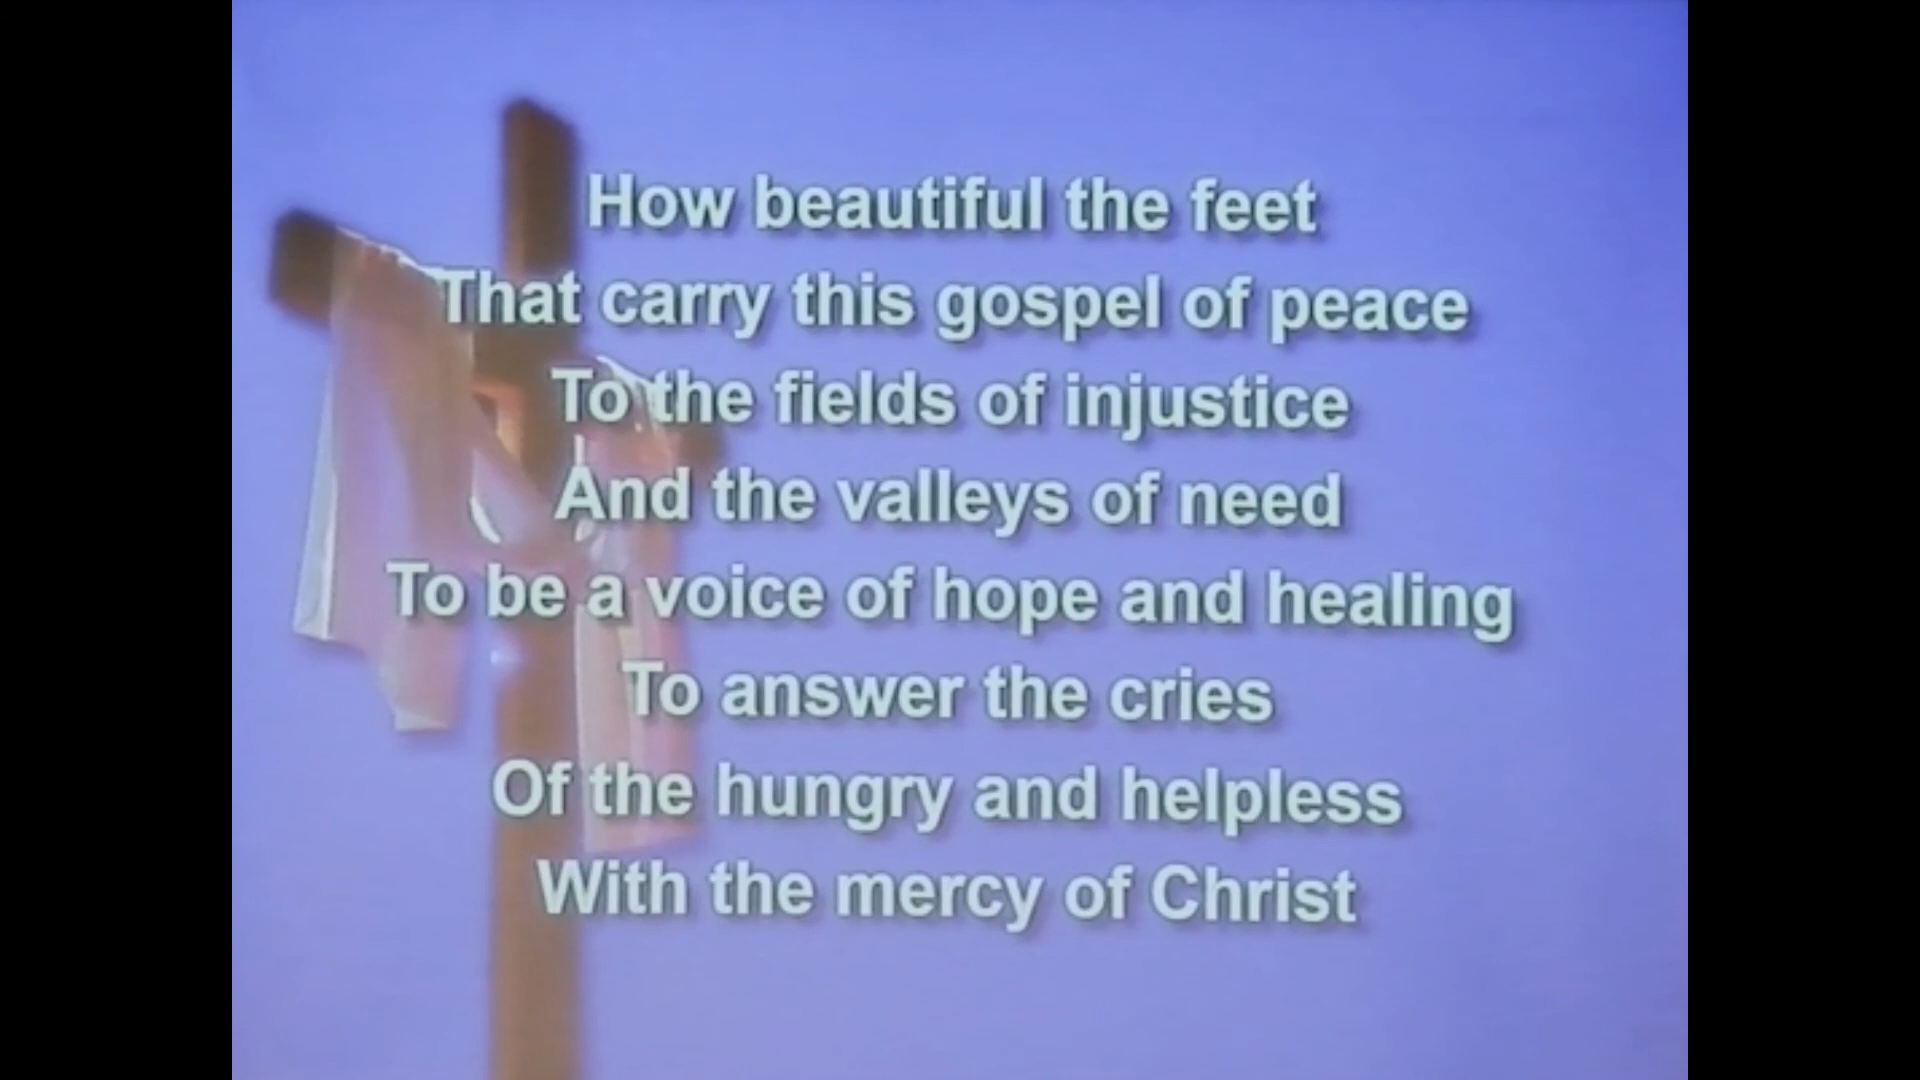 How beautiful the feet
That carry this gospel of peace
To the fields of injustice
And the valleys of need
To be a voice of hope and healing
To answer the cries
Of the hungry and helpless
With the mercy of Christ